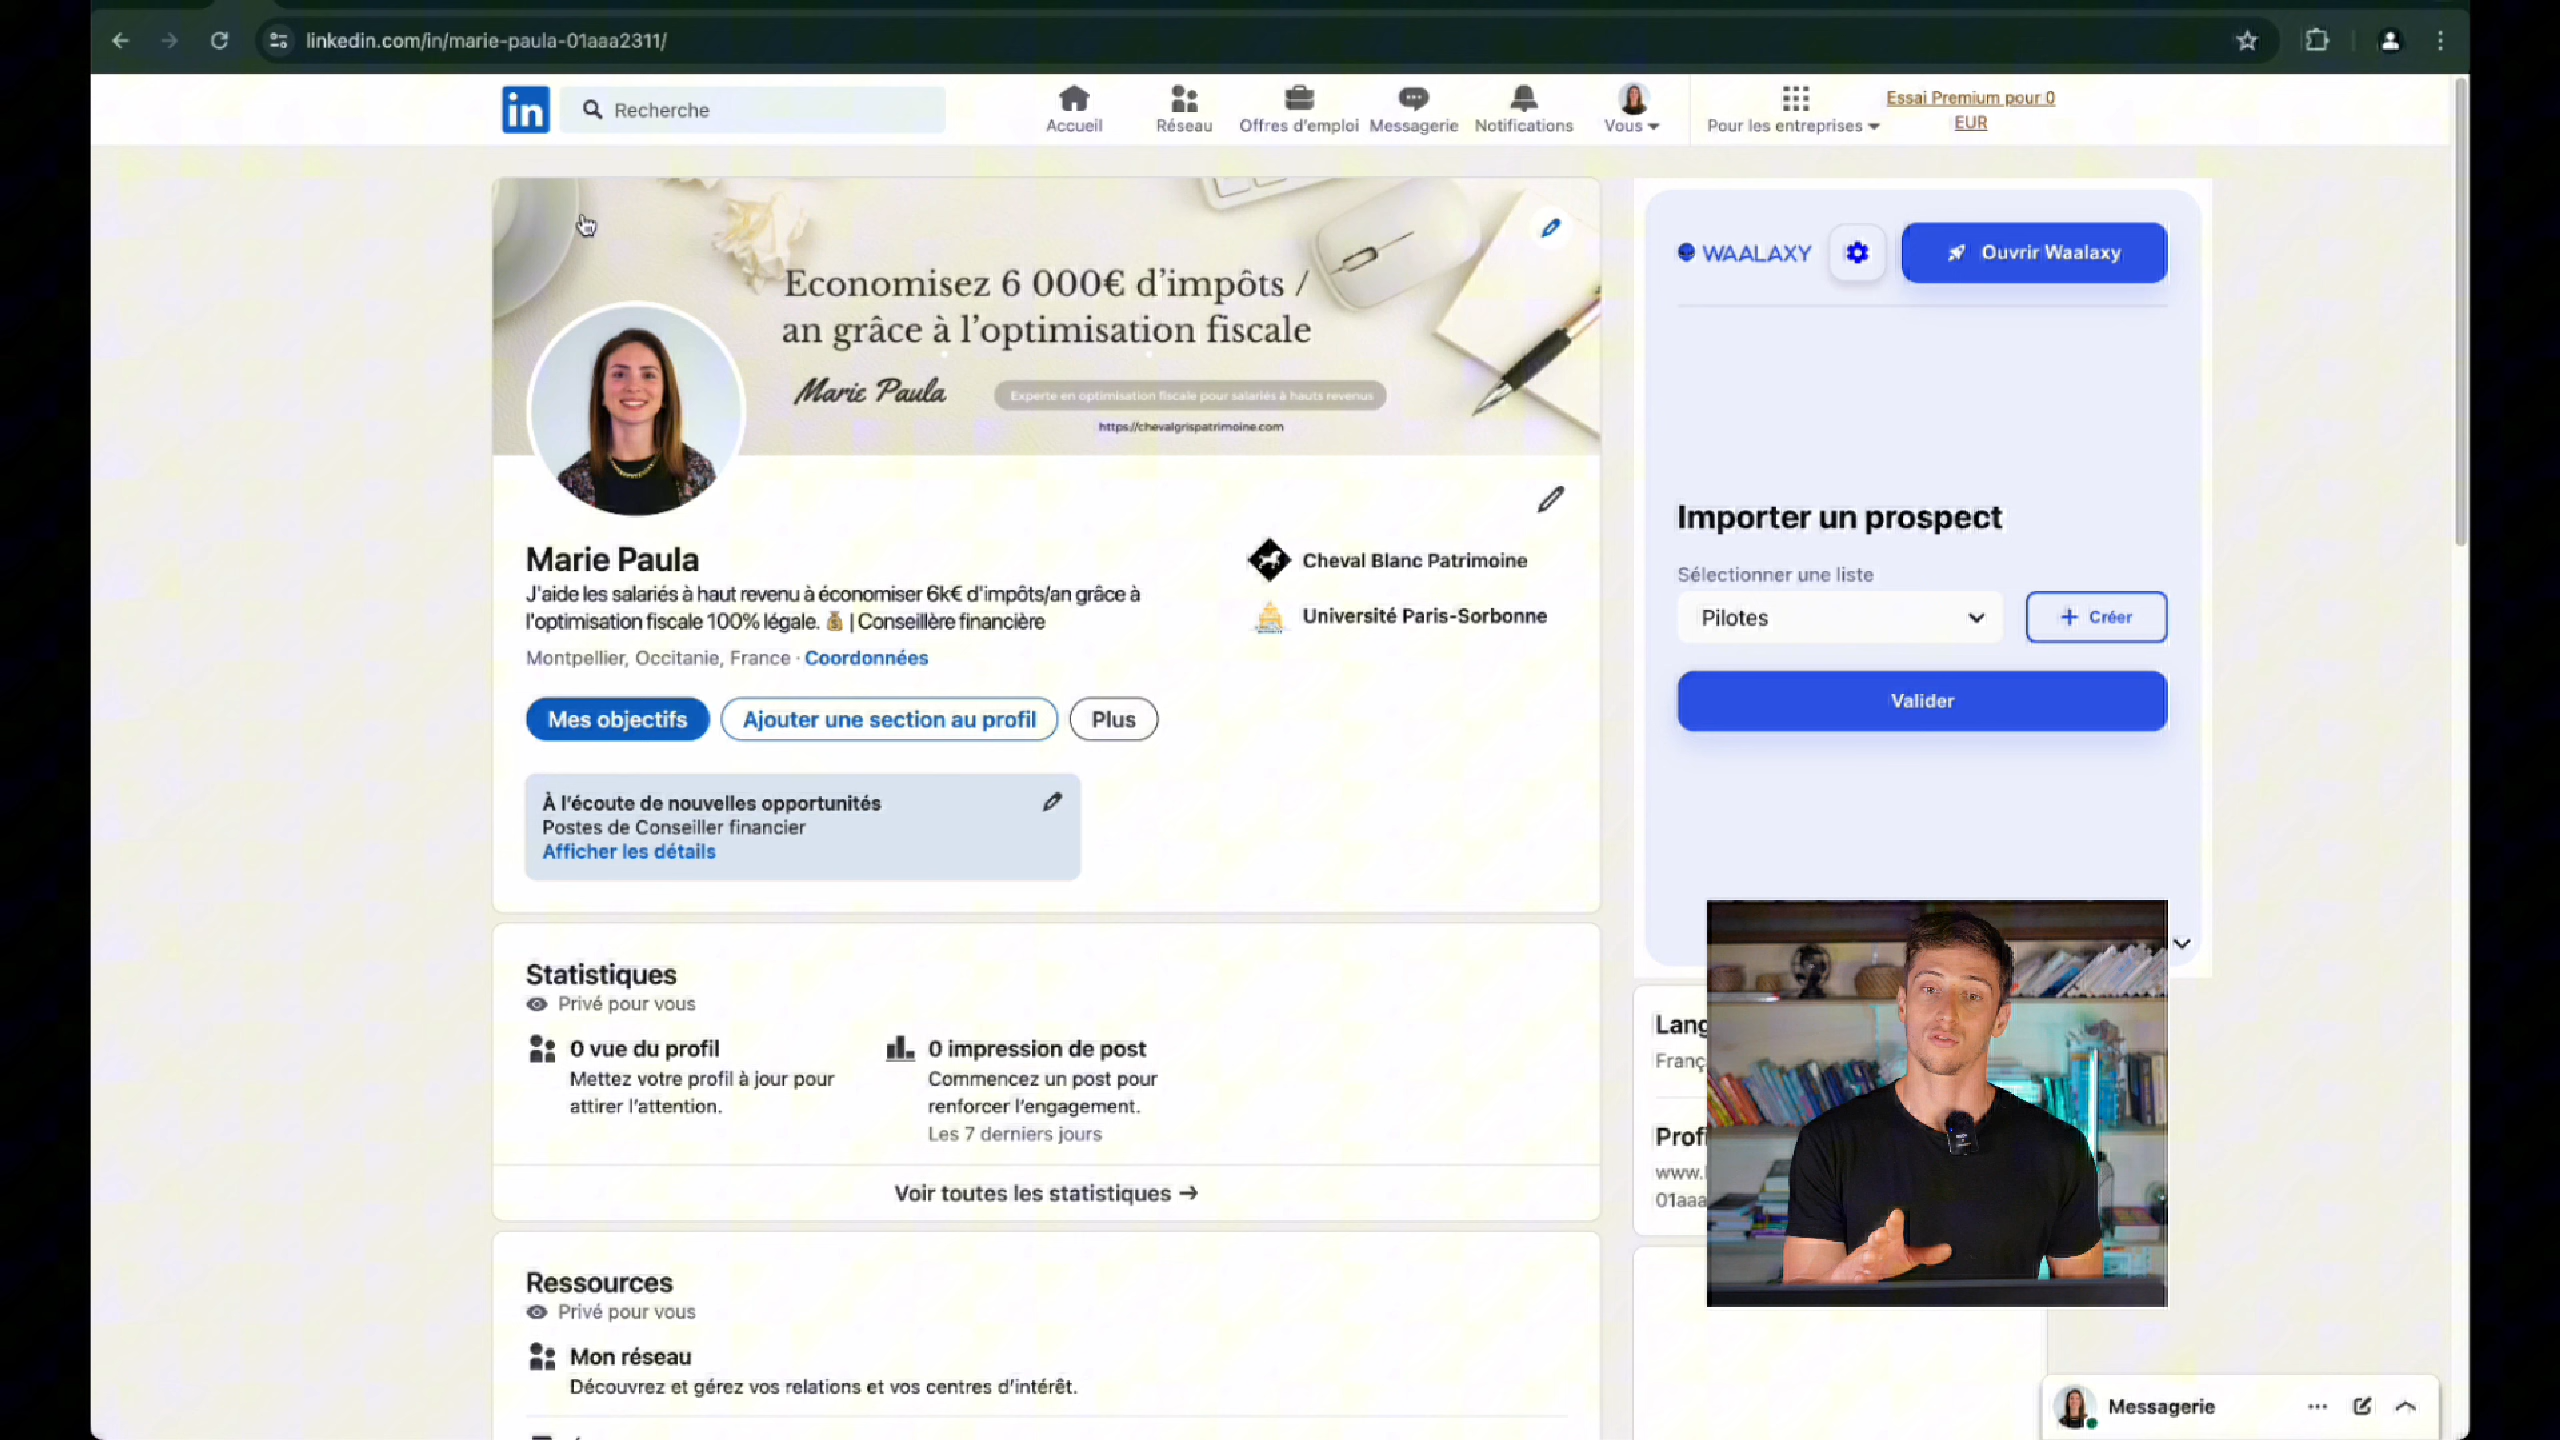 linkedin.com/in/marie-paula-01aaa2311/
in
Recherche
Accueil
Réseau
Offres d'emploi
Messagerie
Notifications
Vous
Pour les entreprises
Essai Premium pour 0
EUR
Economisez 6 000€ d'impôts /
an grâce à l'optimisation fiscale
Marie Paula
Experte en optimisation fiscale pour salariés à hauts revenus
https://chevalgrispatrimoine.com
Marie Paula
J'aide les salariés à haut revenu à économiser 6k€ d'impôts/an grâce à
l'optimisation fiscale 100% légale. 💰 | Conseillère financière
Montpellier, Occitanie, France · Coordonnées
Cheval Blanc Patrimoine
Université Paris-Sorbonne
Mes objectifs
Ajouter une section au profil
Plus
À l'écoute de nouvelles opportunités
Postes de Conseiller financier
Afficher les détails
Statistiques
Privé pour vous
0 vue du profil
Mettez votre profil à jour pour
attirer l'attention.
0 impression de post
Commencez un post pour
renforcer l'engagement.
Les 7 derniers jours
Voir toutes les statistiques →
Ressources
Privé pour vous
Mon réseau
Découvrez et gérez vos relations et vos centres d'intérêt.
WAALAXY
Ouvrir Waalaxy
Importer un prospect
Sélectionner une liste
Pilotes
+ Créer
Valider
Lang
Franç
Profi
www.l
01aaa
Messagerie